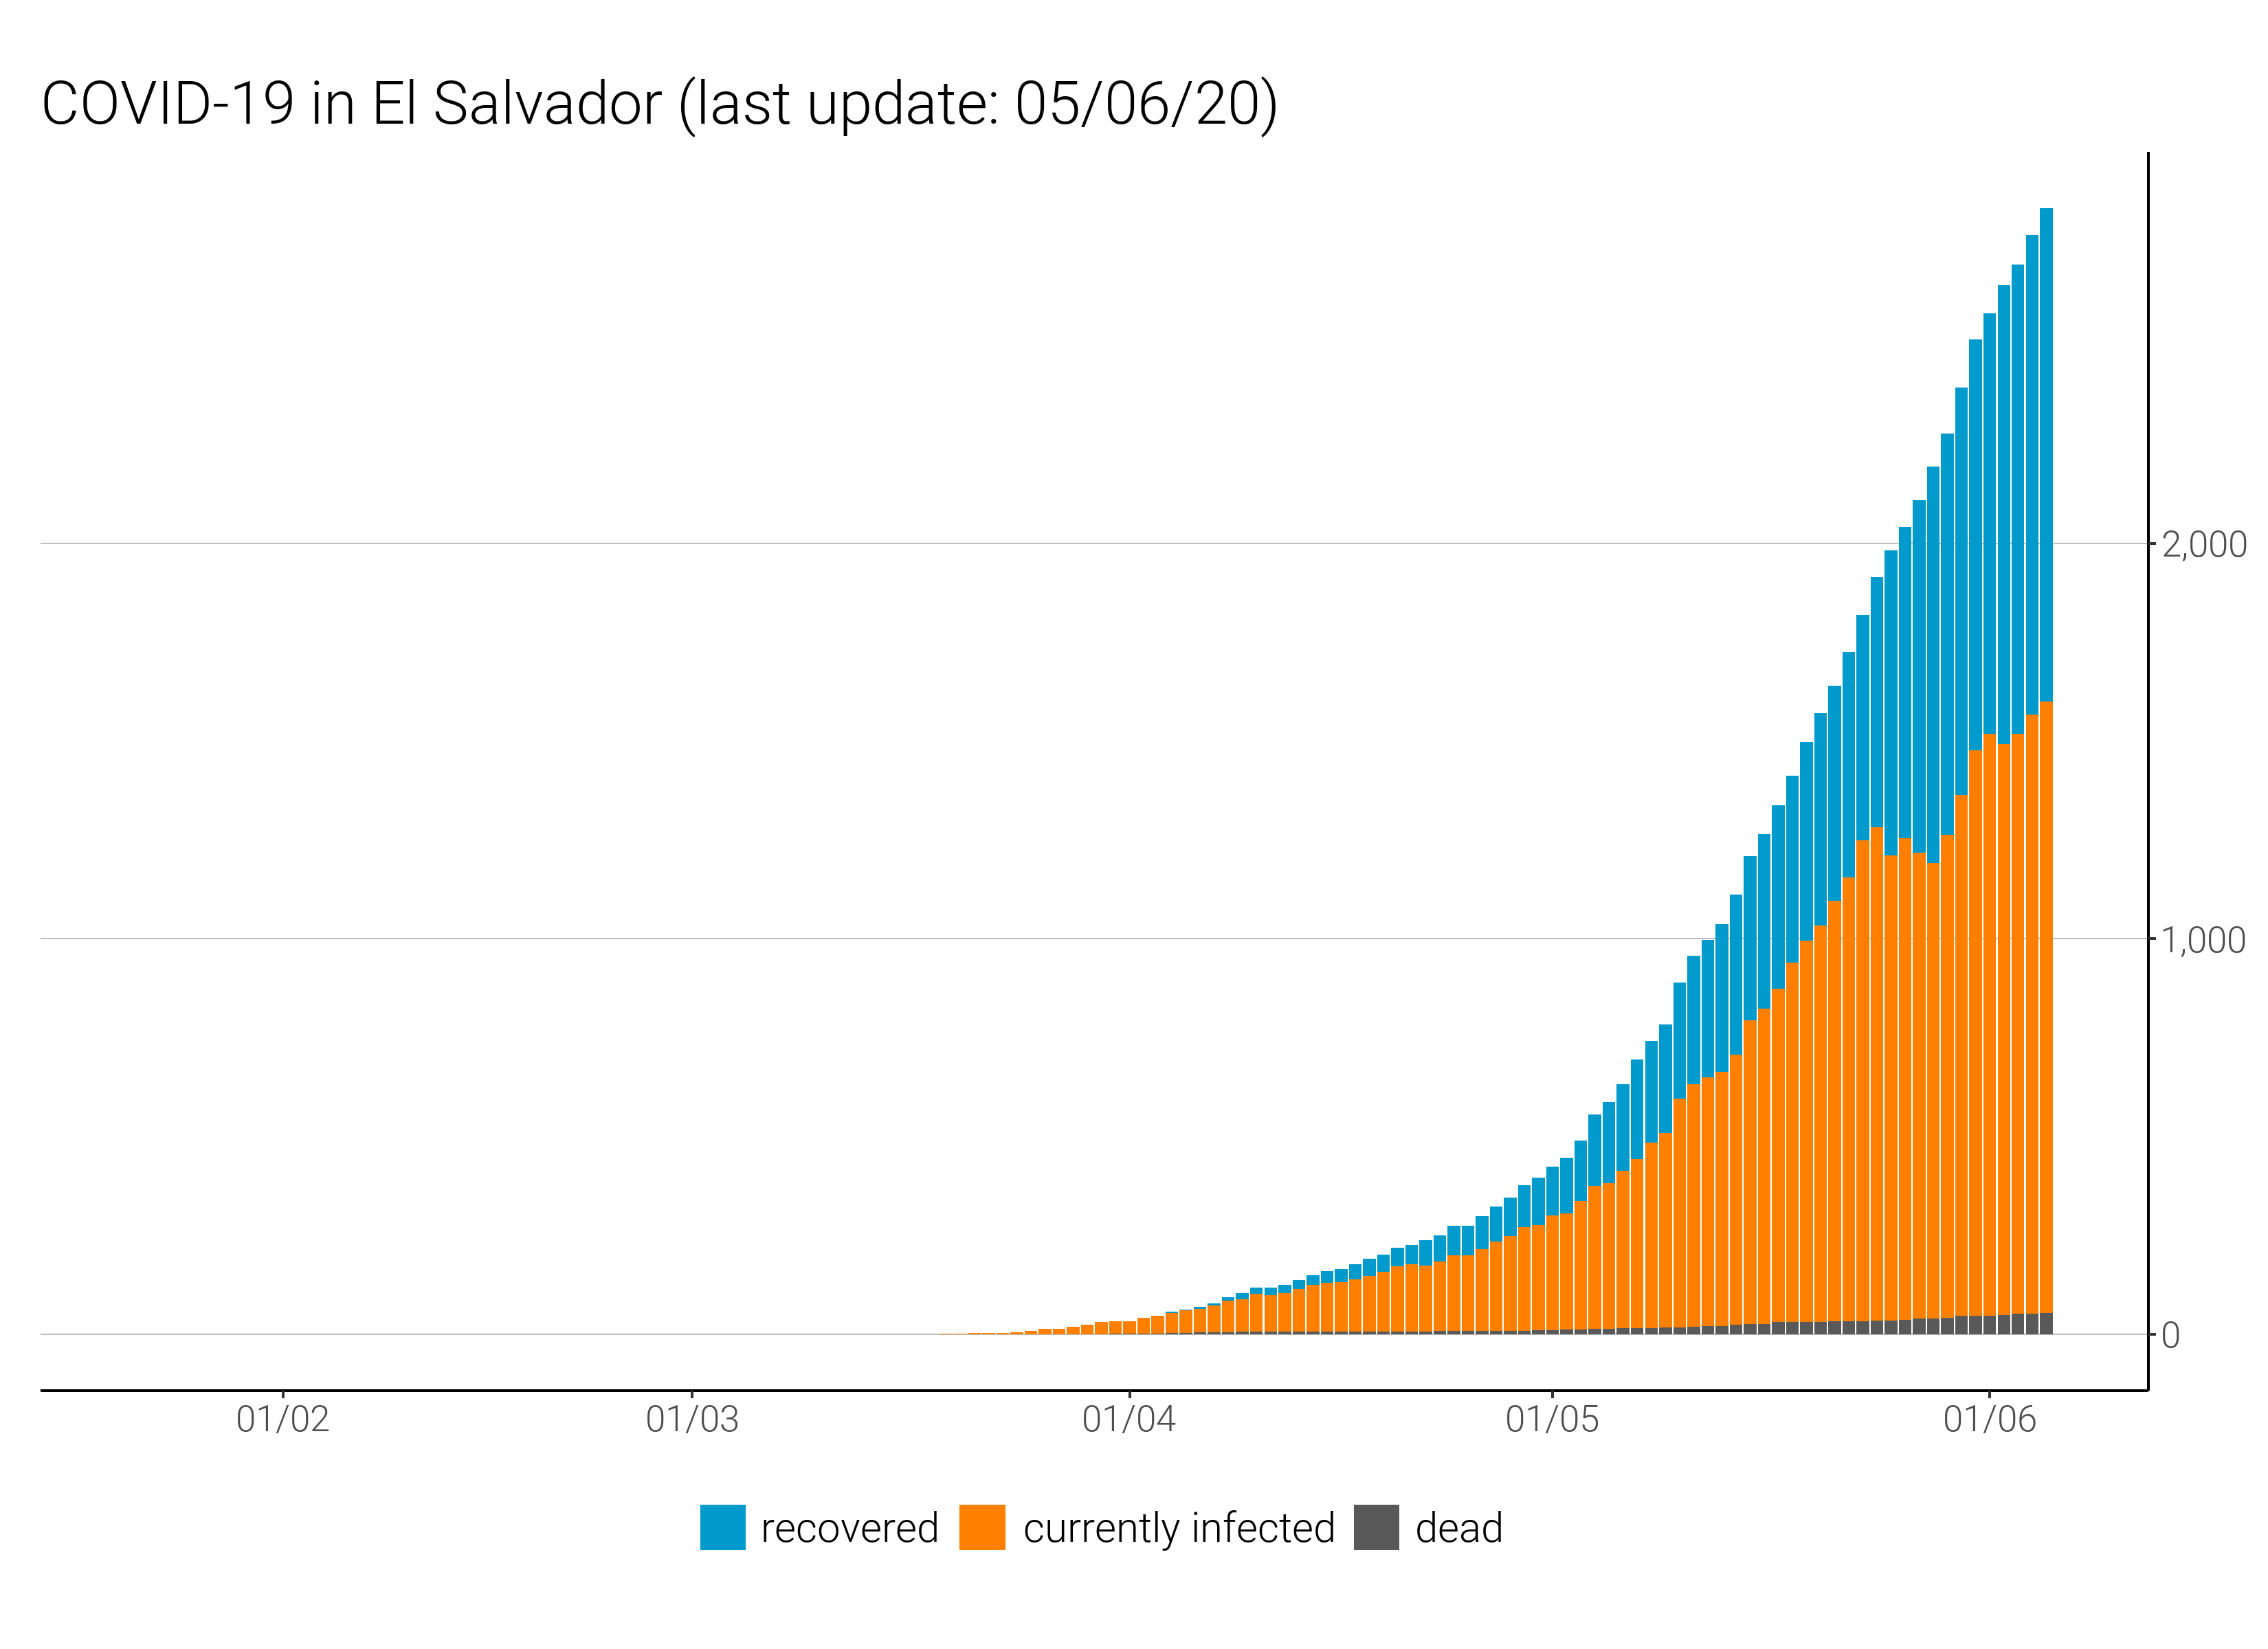 COVID-19 in El Salvador (last update: 05/06/20)
2,000
1,000
0
01/02 01/03 01/04 01/05 01/06
recovered currently infected dead